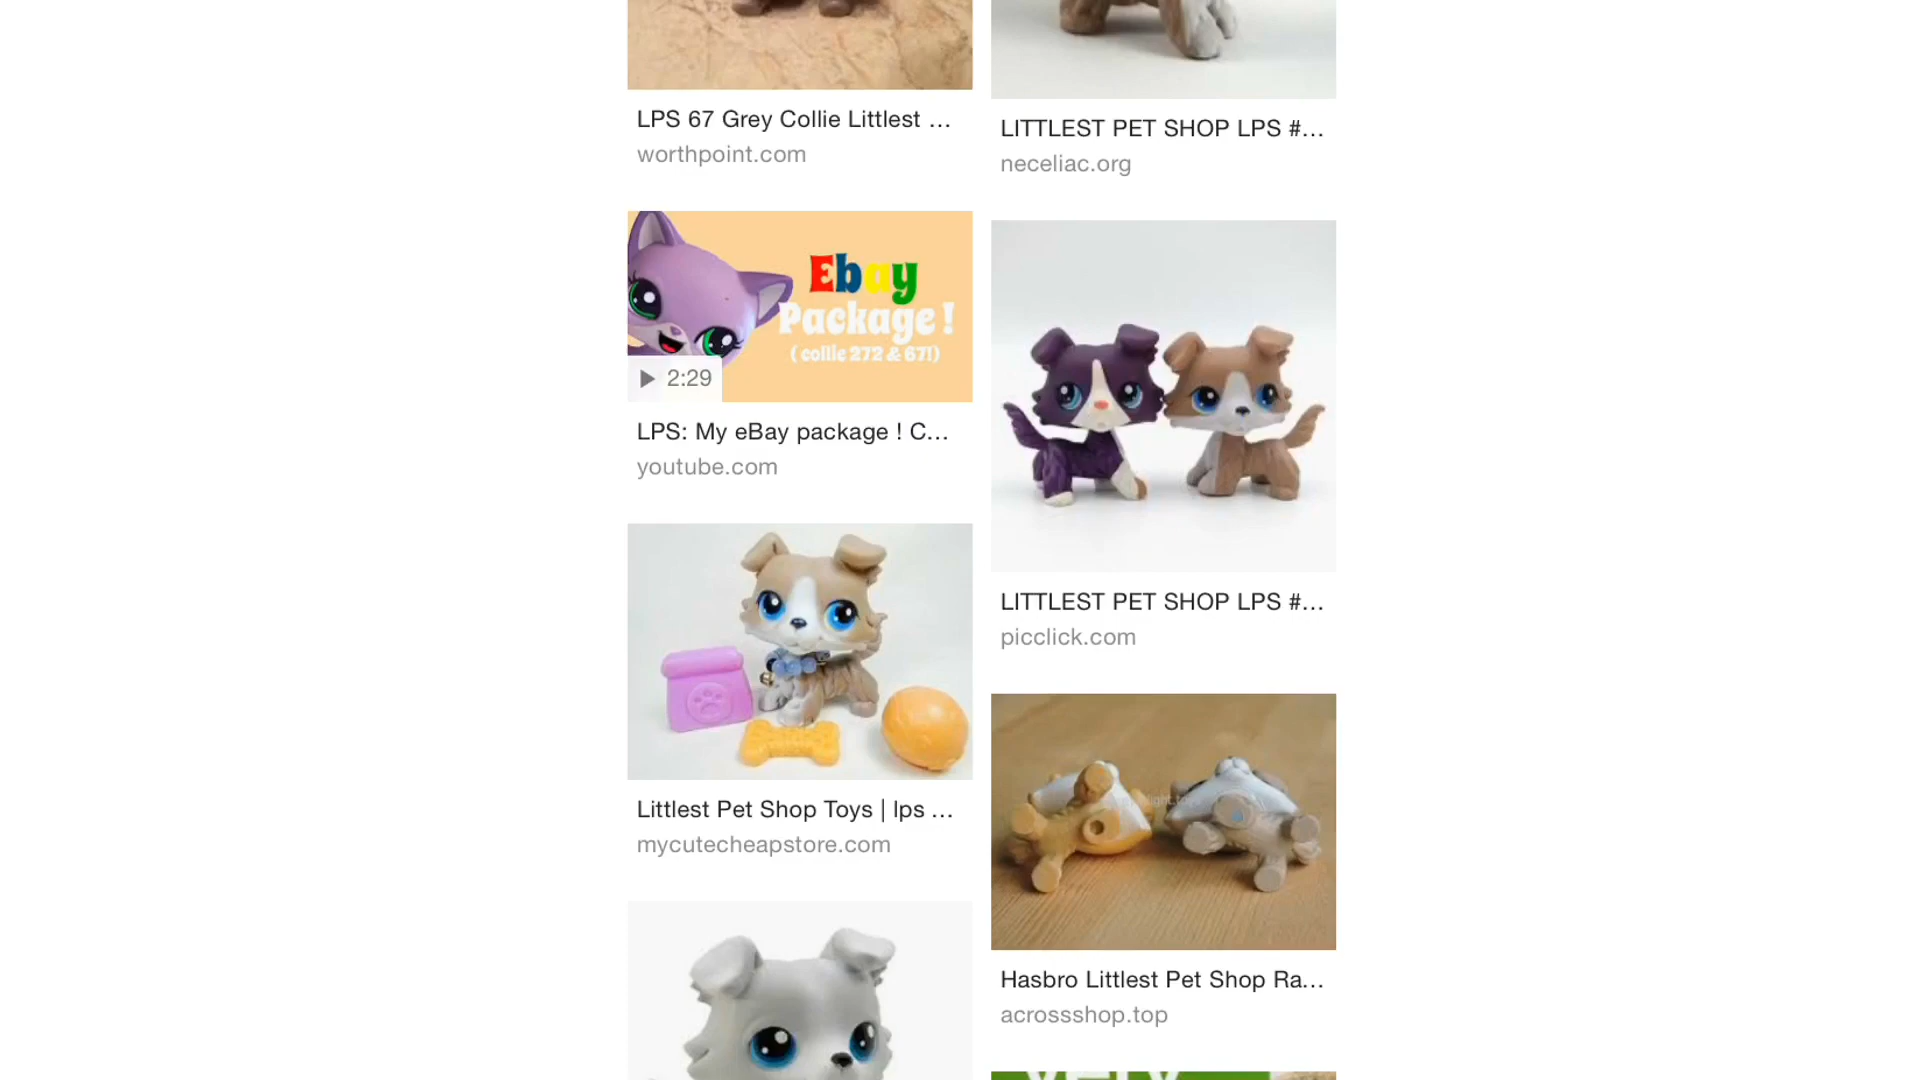 LPS 67 Grey Collie Littlest ...
worthpoint.com
LITTLEST PET SHOP LPS #...
neceliac.org
Ebay
Package !
( collie 272 & 67!)
2:29
LPS: My eBay package ! C...
youtube.com
LITTLEST PET SHOP LPS #...
picclick.com
Littlest Pet Shop Toys | lps ...
mycutecheapstore.com
Hasbro Littlest Pet Shop Ra...
acrossshop.top